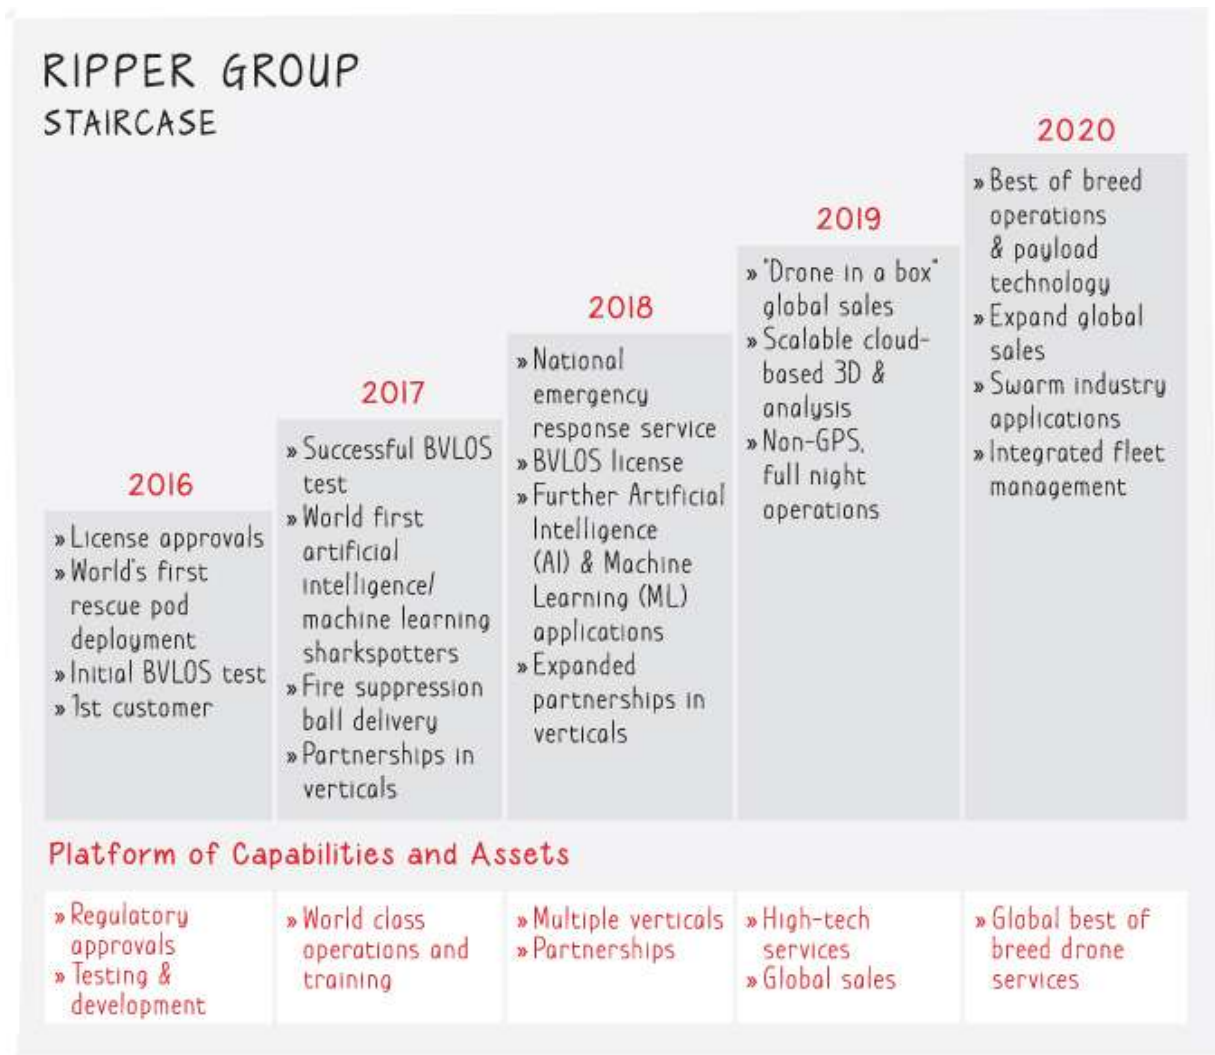 RIPPER GROUP
STAIRCASE
2016
» License approvals
» World's first
rescue pod
deployment
» Initial BVLOS test
» 1st customer
2017
» Successful BVLOS
test
» World first
artificial
intelligence/
machine learning
sharkspotters
» Fire suppression
ball delivery
» Partnerships in
verticals
2018
» National
emergency
response service
» BVLOS license
» Further Artificial
Intelligence
(AI) & Machine
Learning (ML)
applications
» Expanded
partnerships in
verticals
2019
» "Drone in a box"
global sales
» Scalable cloud-
based 3D &
analysis
» Non-GPS,
full night
operations
2020
» Best of breed
operations
& payload
technology
» Expand global
sales
» Swarm industry
applications
» Integrated fleet
management
Platform of Capabilities and Assets
» Regulatory
approvals
» Testing &
development
» World class
operations and
training
» Multiple verticals
» Partnerships
» High-tech
services
» Global sales
» Global best of
breed drone
services